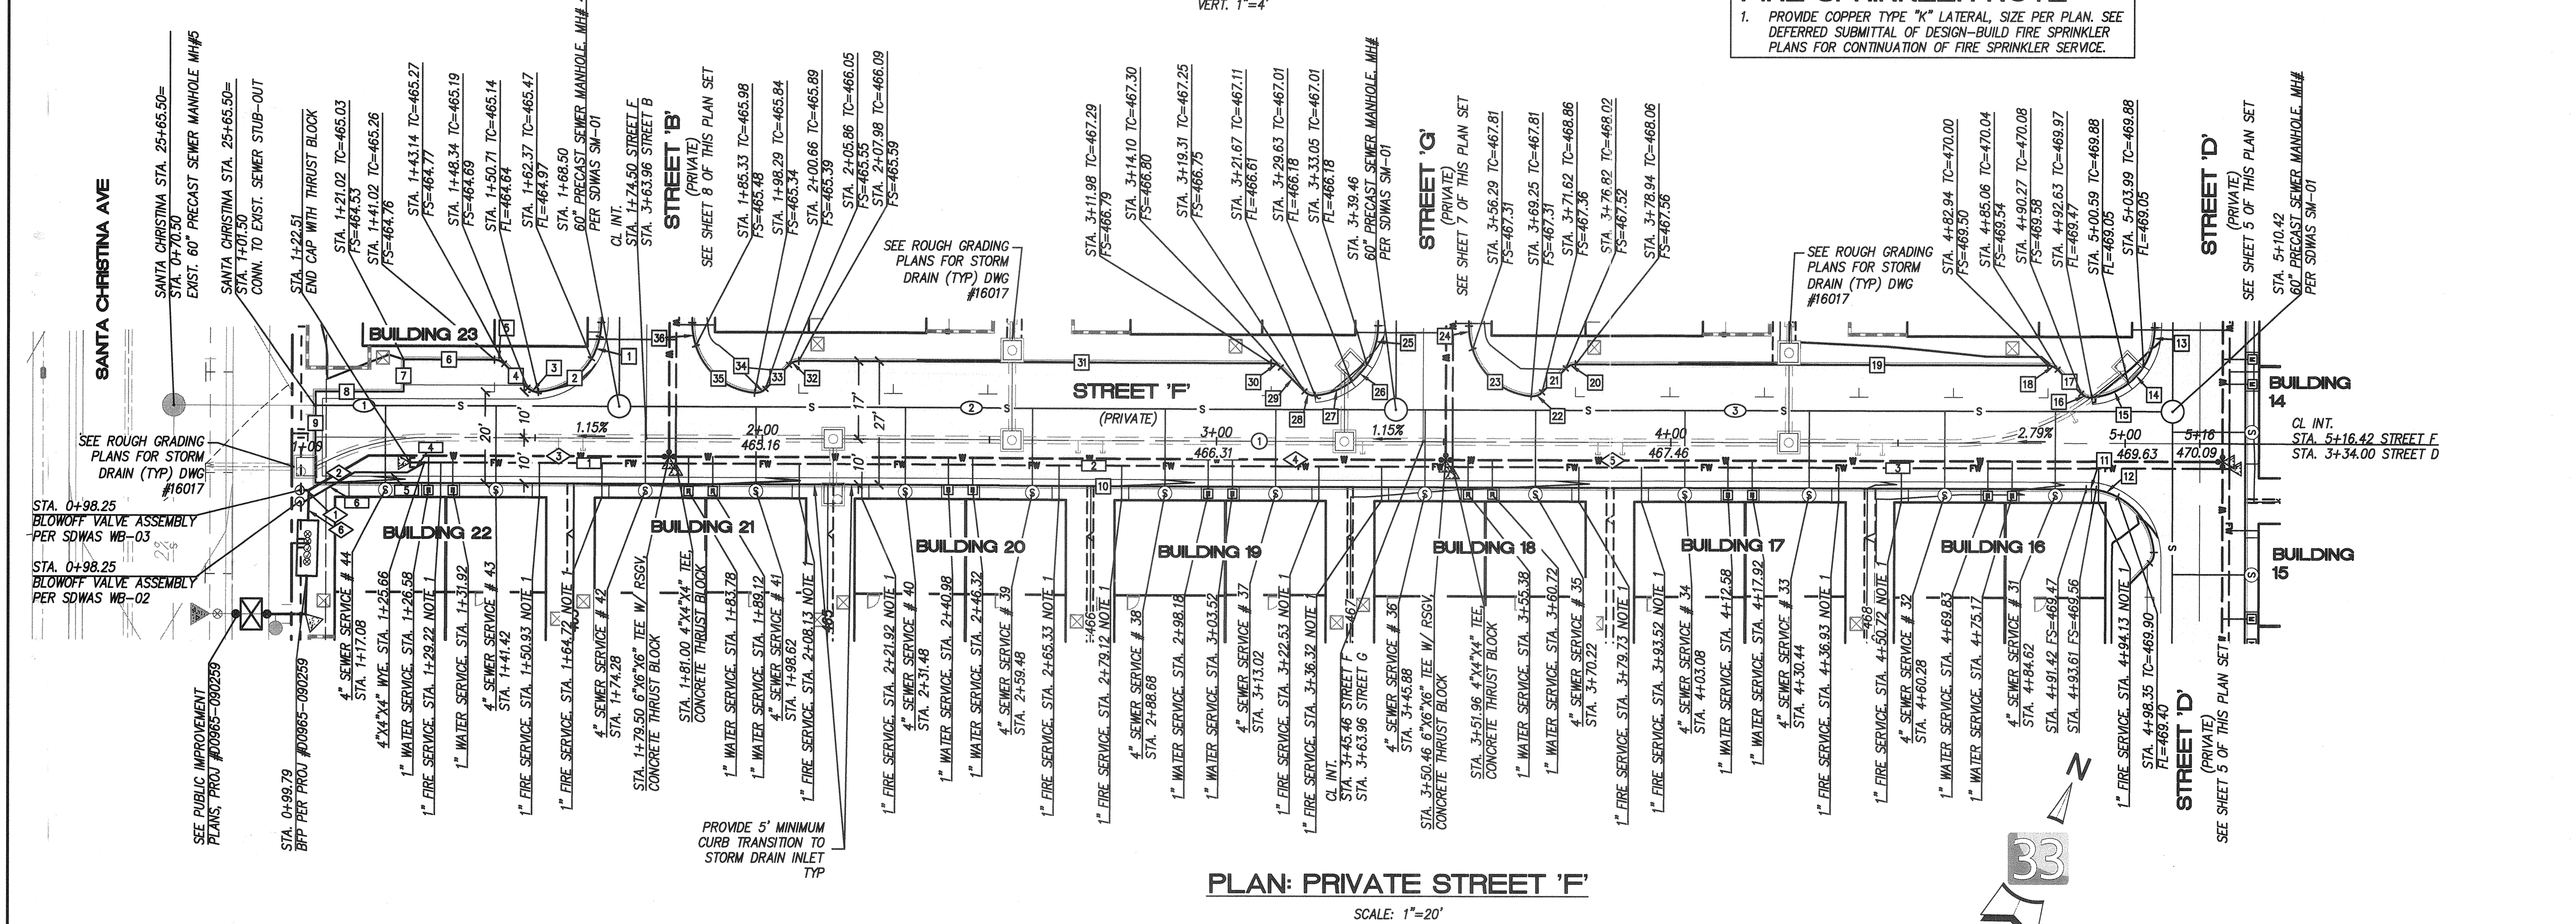 VERT. 1"=4'
1. PROVIDE COPPER TYPE "K" LATERAL, SIZE PER PLAN. SEE
DEFERRED SUBMITTAL OF DESIGN-BUILD FIRE SPRINKLER
PLANS FOR CONTINUATION OF FIRE SPRINKLER SERVICE.
SANTA CHRISTINA AVE
SANTA CHRISTINA STA. 25+65.50=
STA. 0+70.50
EXIST. 60" PRECAST SEWER MANHOLE MH#5
SANTA CHRISTINA STA. 25+65.50=
STA. 1+01.50
CONN. TO EXIST. SEWER STUB-OUT
STA. 1+22.51
END CAP WITH THRUST BLOCK
STA. 1+21.02 TC=465.03
FS=464.53
STA. 1+41.02 TC=465.26
FS=464.76
STA. 1+43.14 TC=465.27
FS=464.77
STA. 1+48.34 TC=465.19
FS=464.69
STA. 1+50.71 TC=465.14
FL=464.64
STA. 1+62.37 TC=465.47
FL=464.97
STA. 1+68.50
60" PRECAST SEWER MANHOLE, MH#
PER SDWAS SM-01
CL INT.
STA. 1+74.50 STREET F
STA. 3+63.96 STREET B
STREET 'B'
(PRIVATE)
SEE SHEET 8 OF THIS PLAN SET
STA. 1+85.33 TC=465.98
FS=465.48
STA. 1+98.29 TC=465.84
FS=465.34
STA. 2+00.66 TC=465.89
FS=465.39
STA. 2+05.86 TC=466.05
FS=465.55
STA. 2+07.98 TC=466.09
FS=465.59
SEE ROUGH GRADING
PLANS FOR STORM
DRAIN (TYP) DWG
#16017
STA. 3+11.98 TC=467.29
FS=466.79
STA. 3+14.10 TC=467.30
FS=466.80
STA. 3+19.31 TC=467.25
FS=466.75
STA. 3+21.67 TC=467.11
FL=466.61
STA. 3+29.63 TC=467.01
FL=466.18
STA. 3+33.05 TC=467.01
FL=466.18
STA. 3+39.46
60" PRECAST SEWER MANHOLE, MH#
PER SDWAS SM-01
STREET 'G'
(PRIVATE)
SEE SHEET 7 OF THIS PLAN SET
STA. 3+56.29 TC=467.81
FS=467.31
STA. 3+69.25 TC=467.81
FS=467.31
STA. 3+71.62 TC=468.86
FS=467.36
STA. 3+76.82 TC=468.02
FS=467.52
STA. 3+78.94 TC=468.06
FS=467.56
SEE ROUGH GRADING
PLANS FOR STORM
DRAIN (TYP) DWG
#16017
STA. 4+82.94 TC=470.00
FS=469.50
STA. 4+85.06 TC=470.04
FS=469.54
STA. 4+90.27 TC=470.08
FS=469.58
STA. 4+92.63 TC=469.97
FL=469.47
STA. 5+00.59 TC=469.88
FL=469.05
STA. 5+03.99 TC=469.88
FL=469.05
STREET 'D'
(PRIVATE)
SEE SHEET 5 OF THIS PLAN SET
STA. 5+10.42
60" PRECAST SEWER MANHOLE, MH#
PER SDWAS SM-01
BUILDING 23
STREET 'F'
(PRIVATE)
BUILDING
14
CL INT.
STA. 5+16.42 STREET F
STA. 3+34.00 STREET D
BUILDING
15
1.15%
2+00
465.16
3+00
466.31
1.15%
4+00
467.46
2.79%
5+00
469.63
5+16
470.09
20'
10'
10'
17'
27'
10'
SEE ROUGH GRADING
PLANS FOR STORM
DRAIN (TYP) DWG
#16017
STA. 0+98.25
BLOWOFF VALVE ASSEMBLY
PER SDWAS WB-03
STA. 0+98.25
BLOWOFF VALVE ASSEMBLY
PER SDWAS WB-02
BUILDING 22
BUILDING 21
BUILDING 20
BUILDING 19
BUILDING 18
BUILDING 17
BUILDING 16
SEE PUBLIC IMPROVEMENT
PLANS, PROJ #D0965-090259
STA. 0+99.79
BFP PER PROJ #D0965-090259
4" SEWER SERVICE # 44
STA. 1+17.08
4"X4"X4" WYE, STA. 1+25.66
1" WATER SERVICE, STA. 1+26.58
1" FIRE SERVICE, STA. 1+29.22 NOTE 1
1" WATER SERVICE, STA. 1+31.92
4" SEWER SERVICE # 43
STA. 1+41.42
1" FIRE SERVICE, STA. 1+50.93 NOTE 1
1" FIRE SERVICE, STA. 1+64.72 NOTE 1
4" SEWER SERVICE # 42
STA. 1+74.28
STA. 1+79.50 6"X6"X6" TEE W/ RSGV,
CONCRETE THRUST BLOCK
STA. 1+81.00 4"X4"X4" TEE,
CONCRETE THRUST BLOCK
1" WATER SERVICE, STA. 1+83.78
1" WATER SERVICE, STA. 1+89.12
4" SEWER SERVICE # 41
STA. 1+98.62
1" FIRE SERVICE, STA. 2+08.13 NOTE 1
PROVIDE 5' MINIMUM
CURB TRANSITION TO
STORM DRAIN INLET
TYP
1" FIRE SERVICE, STA. 2+21.92 NOTE 1
4" SEWER SERVICE # 40
STA. 2+31.48
1" WATER SERVICE, STA. 2+40.98
1" WATER SERVICE, STA. 2+46.32
4" SEWER SERVICE # 39
STA. 2+59.48
1" FIRE SERVICE, STA. 2+65.33 NOTE 1
1" FIRE SERVICE, STA. 2+79.12 NOTE 1
4" SEWER SERVICE # 38
STA. 2+88.68
1" WATER SERVICE, STA. 2+98.18
1" WATER SERVICE, STA. 3+03.52
4" SEWER SERVICE # 37
STA. 3+13.02
1" FIRE SERVICE, STA. 3+22.53 NOTE 1
1" FIRE SERVICE, STA. 3+36.32 NOTE 1
CL INT.
STA. 3+45.46 STREET F
STA. 3+63.96 STREET G
4" SEWER SERVICE # 36
STA. 3+45.88
STA. 3+50.46 6"X6"X6" TEE W/ RSGV,
CONCRETE THRUST BLOCK
STA. 3+51.96 4"X4"X4" TEE,
CONCRETE THRUST BLOCK
1" WATER SERVICE, STA. 3+55.38
1" WATER SERVICE, STA. 3+60.72
4" SEWER SERVICE # 35
STA. 3+70.22
1" FIRE SERVICE, STA. 3+79.73 NOTE 1
1" FIRE SERVICE, STA. 3+93.52 NOTE 1
4" SEWER SERVICE # 34
STA. 4+03.08
1" WATER SERVICE, STA. 4+12.58
1" WATER SERVICE, STA. 4+17.92
4" SEWER SERVICE # 33
STA. 4+30.44
1" FIRE SERVICE, STA. 4+36.93 NOTE 1
1" FIRE SERVICE, STA. 4+50.72 NOTE 1
4" SEWER SERVICE # 32
STA. 4+60.28
1" WATER SERVICE, STA. 4+69.83
1" WATER SERVICE, STA. 4+75.17
4" SEWER SERVICE # 31
STA. 4+84.62
STA. 4+91.42 FS=469.47
STA. 4+93.61 FS=469.56
1" FIRE SERVICE, STA. 4+94.13 NOTE 1
STA. 4+98.35 TC=469.90
FL=469.40
STREET 'D'
(PRIVATE)
SEE SHEET 5 OF THIS PLAN SET
N
33
PLAN: PRIVATE STREET 'F'
SCALE: 1"=20'